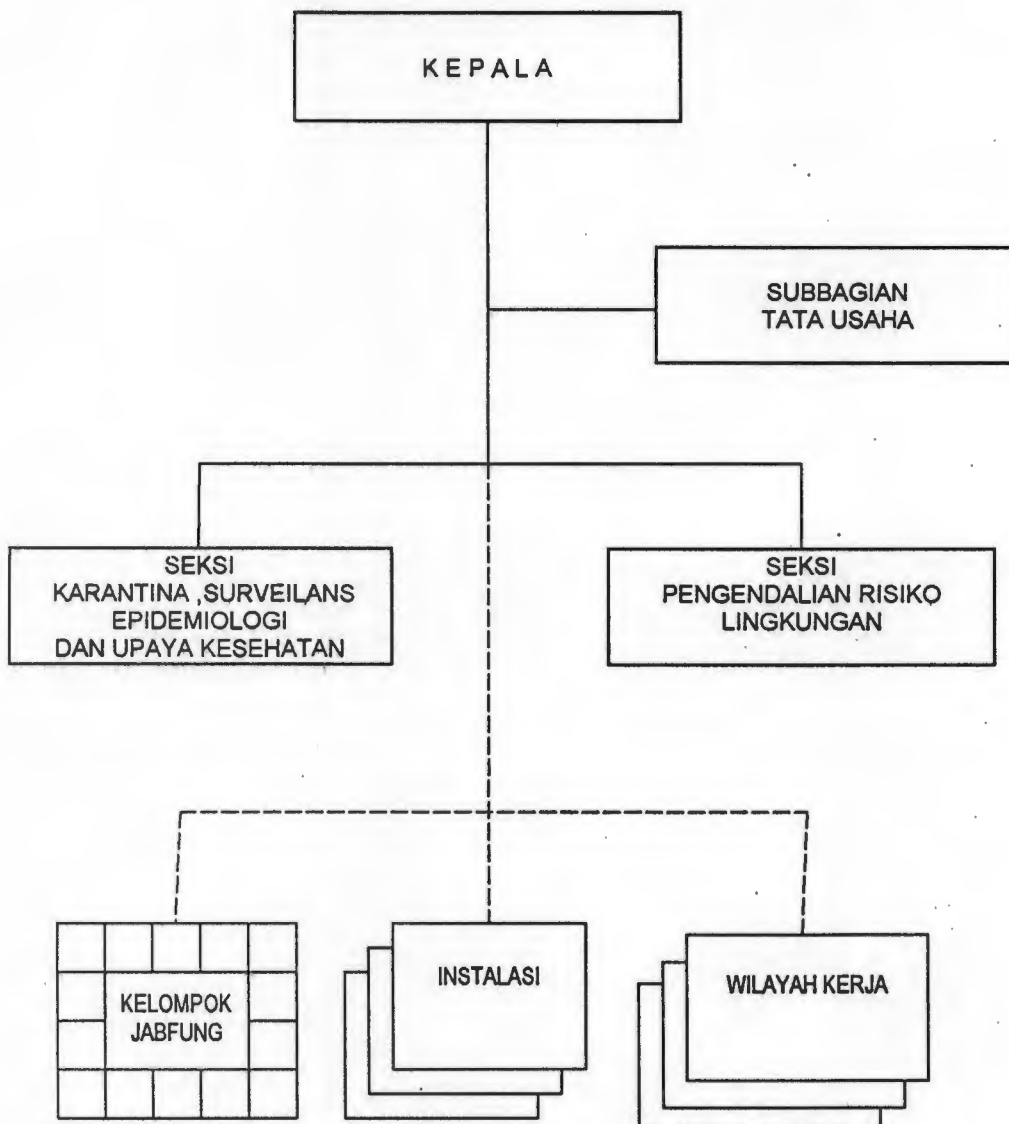 KEPALA
SUBBAGIAN
TATA USAHA
SEKSI
KARANTINA ,SURVEILANS
EPIDEMIOLOGI
DAN UPAYA KESEHATAN
SEKSI
PENGENDALIAN RISIKO
LINGKUNGAN
KELOMPOK
JABFUNG
INSTALASI
WILAYAH KERJA